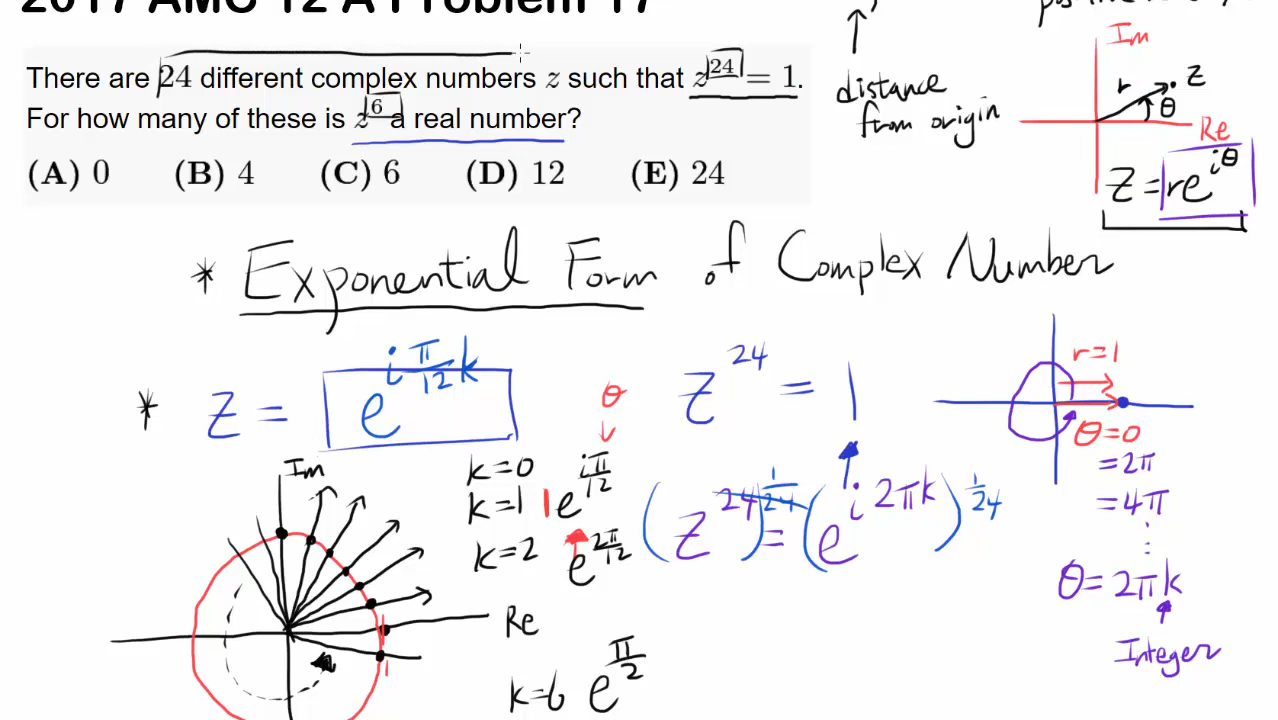 2017 AMC 12 A Problem 17
There are 24 different complex numbers z such that z^24 = 1.
For how many of these is z^6 a real number?
(A) 0 (B) 4 (C) 6 (D) 12 (E) 24
distance
from origin
Im
r
z
θ
Re
z = re^{iθ}
* Exponential Form of Complex Number
* z = e^{i π/12 k}
z^24 = 1
r=1
θ=0
=2π
=4π
⋮
θ=2πk
Integer
θ
↓
k=0
k=1 1e^{iπ/12}
k=2 e^{2π/12}
(z^24)^{1/24} = (e^{i2πk})^{1/24}
Im
Re
1
k=6 e^{π/2}